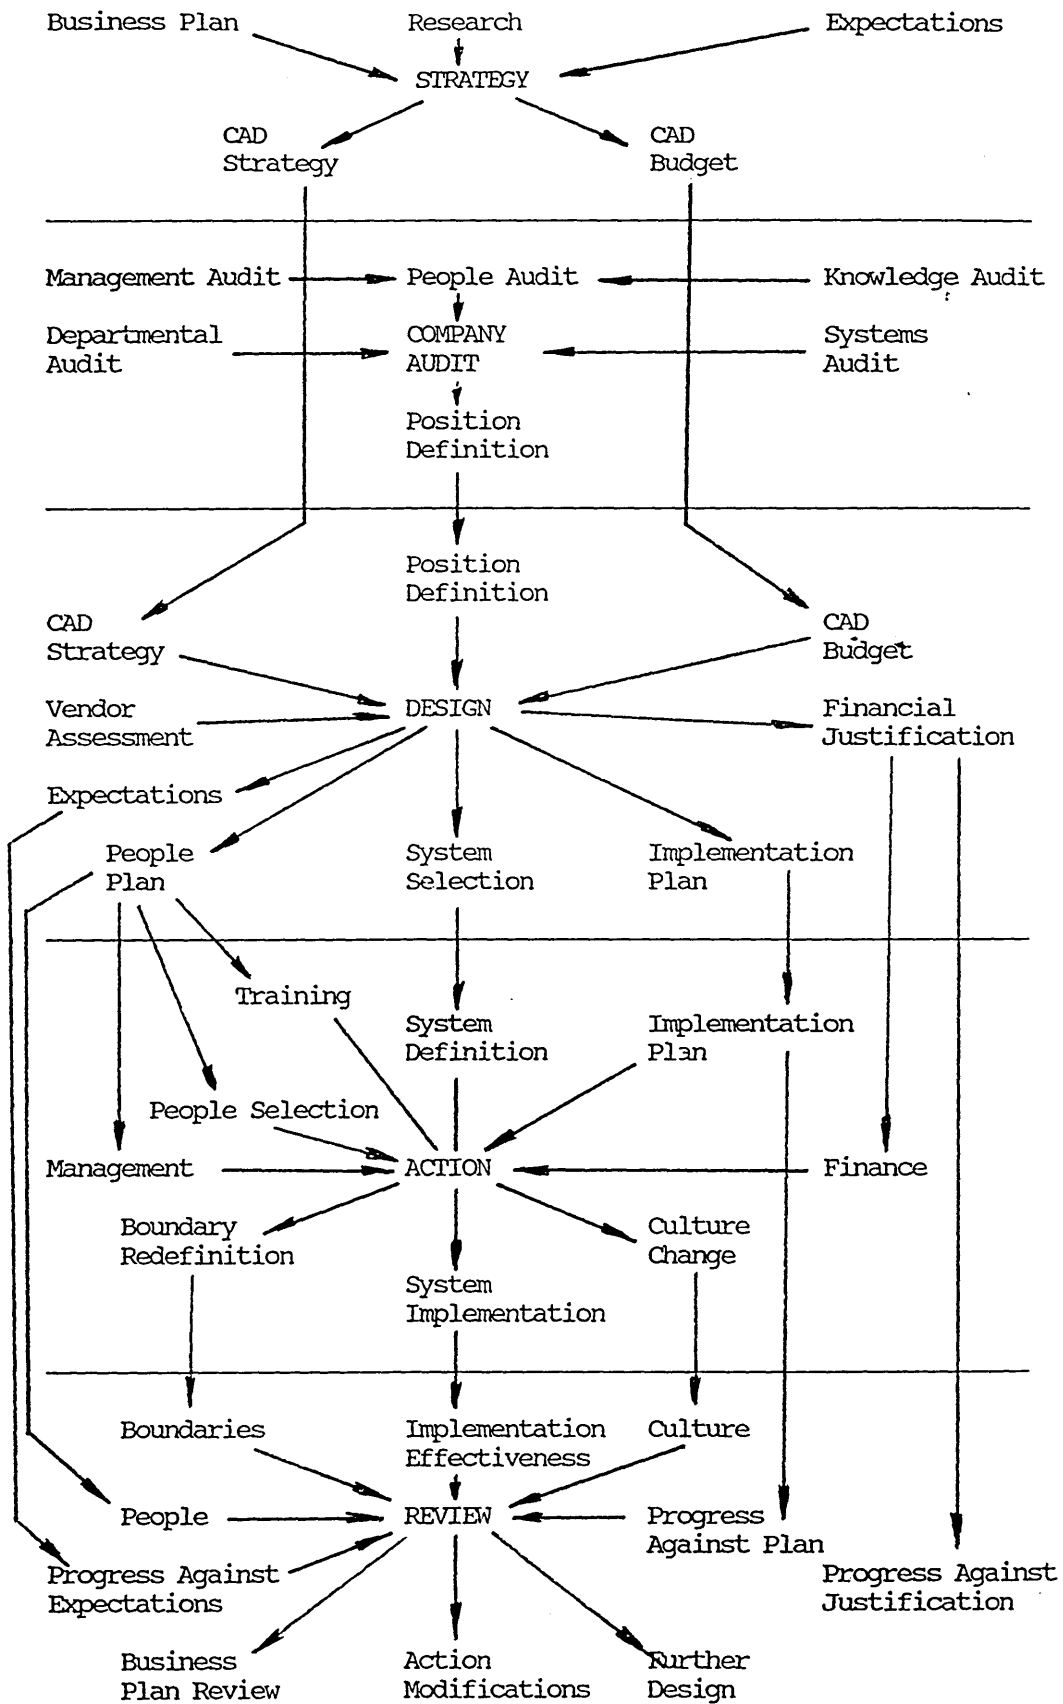 Business Plan
Research
Expectations
STRATEGY
CAD
Strategy
CAD
Budget
Management Audit
People Audit
Knowledge Audit
Departmental
Audit
COMPANY
AUDIT
Systems
Audit
Position
Definition
Position
Definition
CAD
Strategy
CAD
Budget
Vendor
Assessment
DESIGN
Financial
Justification
Expectations
People
Plan
System
Selection
Implementation
Plan
Training
System
Definition
Implementation
Plan
People Selection
Management
ACTION
Finance
Boundary
Redefinition
Culture
Change
System
Implementation
Boundaries
Implementation
Effectiveness
Culture
People
REVIEW
Progress
Against Plan
Progress Against
Expectations
Progress Against
Justification
Business
Plan Review
Action
Modifications
Further
Design